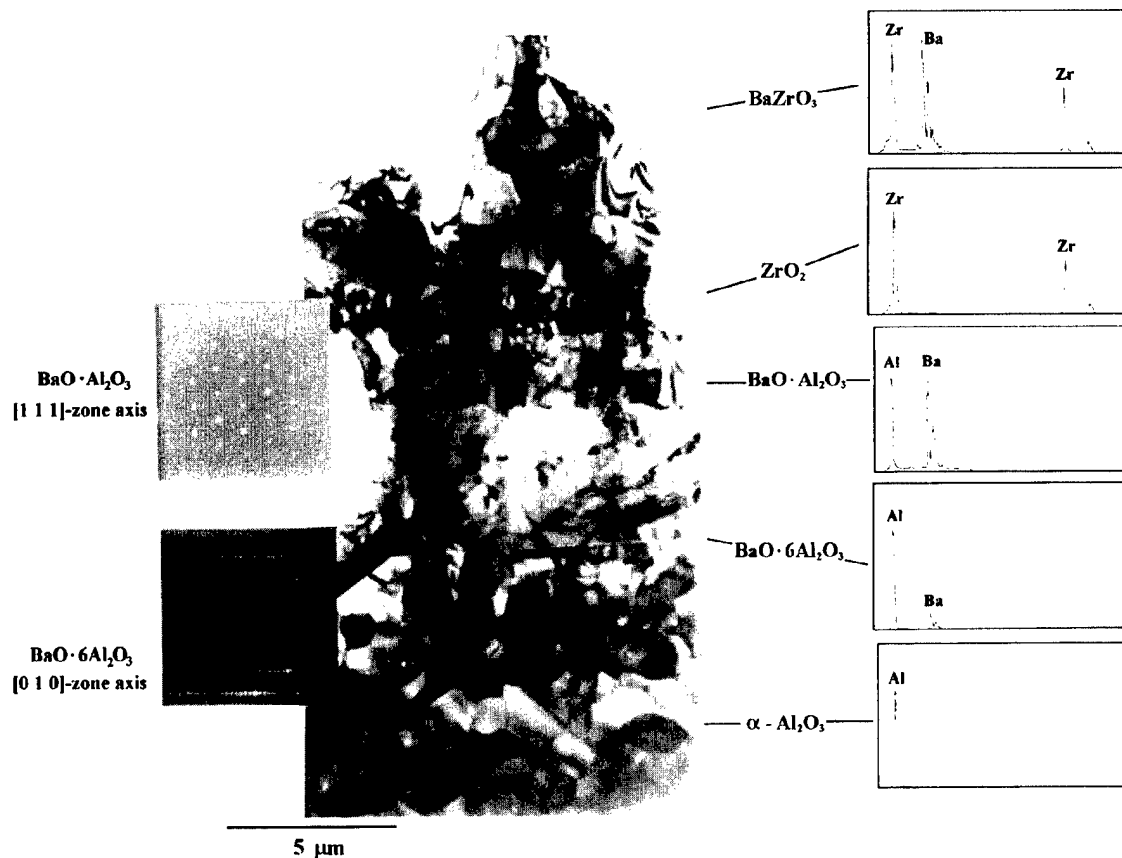 Zr
Ba
Zr
BaZrO₃
Zr
Zr
ZrO₂
Al
Ba
BaO·Al₂O₃
BaO·Al₂O₃
[1 1 1]-zone axis
Al
Ba
BaO·6Al₂O₃
BaO·6Al₂O₃
[0 1 0]-zone axis
Al
α - Al₂O₃
5 μm